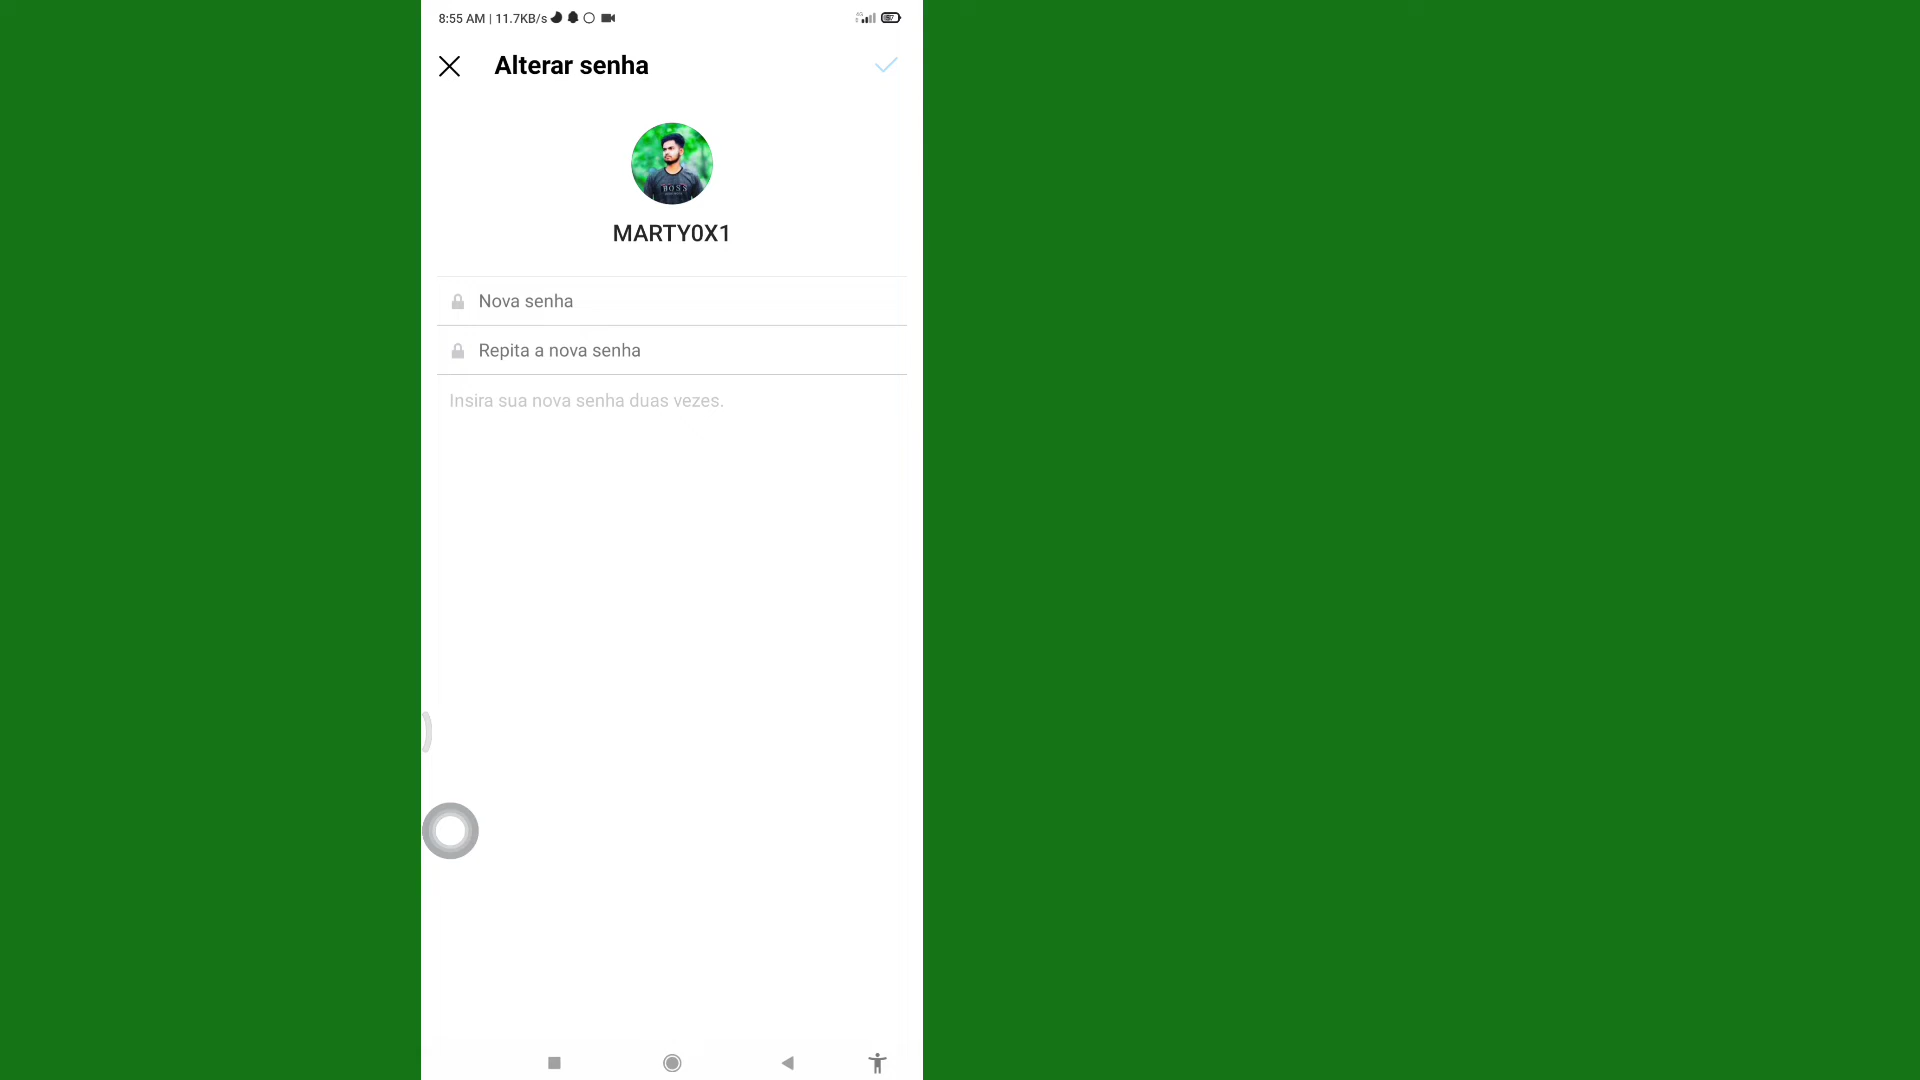 8:55 AM | 11.7KB/s
Alterar senha
BOSS
MARTY0X1
Nova senha
Repita a nova senha
Insira sua nova senha duas vezes.